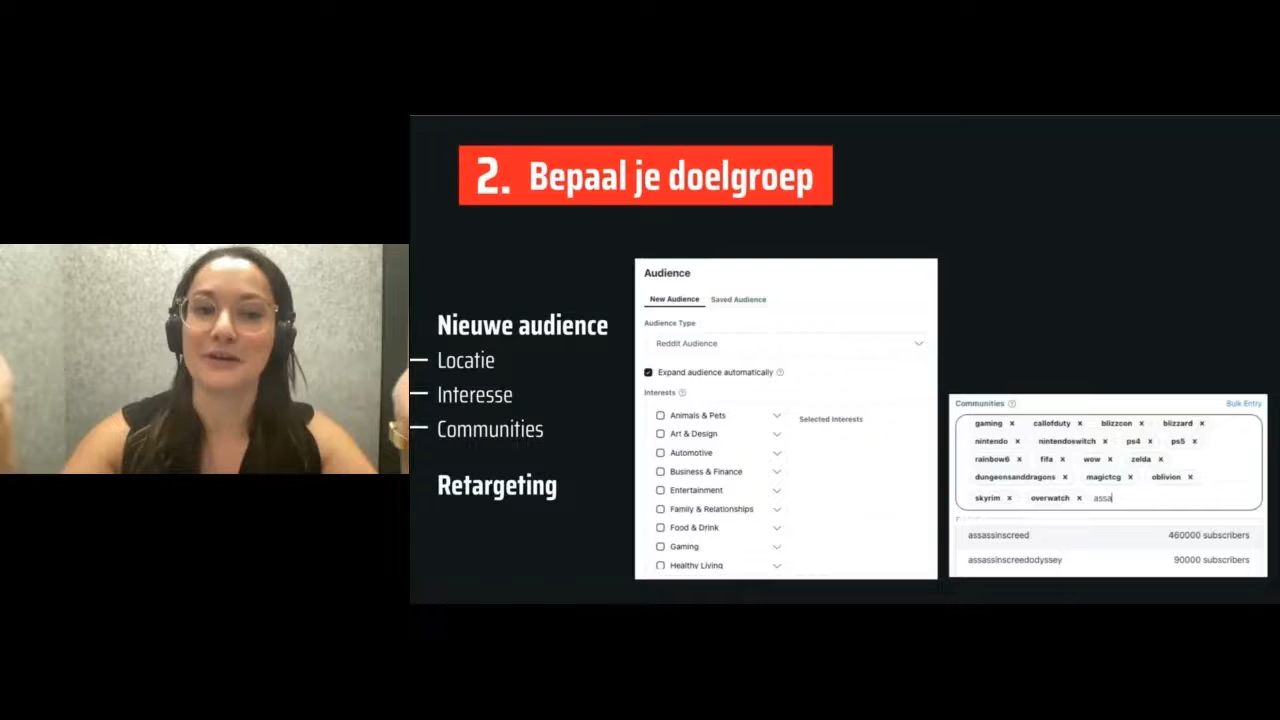 2. Bepaal je doelgroep
Nieuwe audience
Locatie
Interesse
Communities
Retargeting
Audience
New Audience Saved Audience
Audience Type
Reddit Audience
Expand audience automatically
Interests
Animals & Pets
Art & Design
Automotive
Business & Finance
Entertainment
Family & Relationships
Food & Drink
Gaming
Healthy Living
Selected Interests
Communities Bulk Entry
gaming × callofduty × blizzcon × blizzard ×
nintendo × nintendoswitch × ps4 × ps5 ×
rainbow6 × fifa × wow × zelda ×
dungeonsanddragons × magictcg × oblivion ×
skyrim × overwatch × assa
assassinscreed 460000 subscribers
assassinscreedodyssey 90000 subscribers